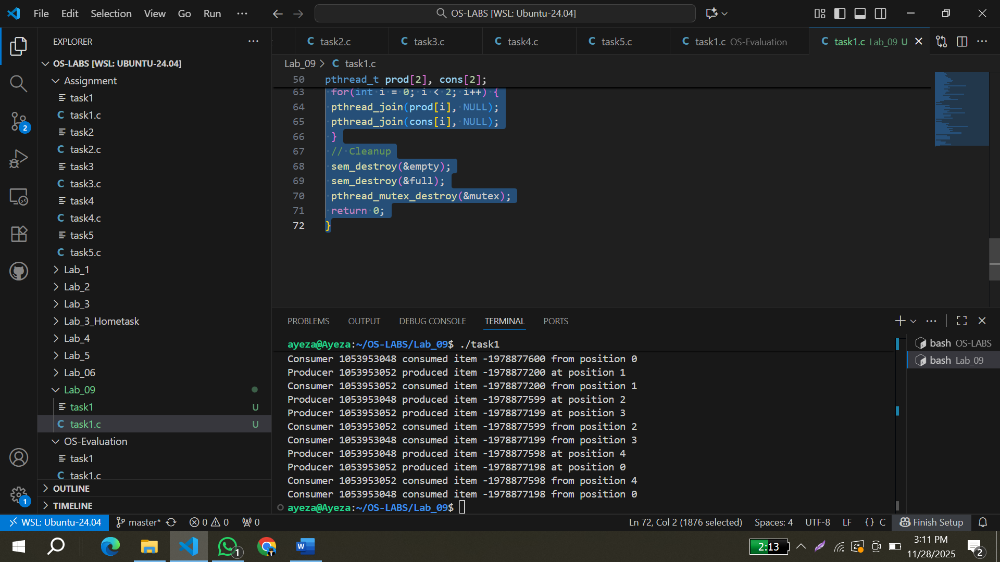 File Edit Selection View Go Run ···
OS-LABS [WSL: Ubuntu-24.04]
EXPLORER
task2.c
task3.c
task4.c
task5.c
task1.c OS-Evaluation
task1.c Lab_09 U
OS-LABS [WSL: UBUNTU-24.04]
Assignment
task1
task1.c
task2
task2.c
task3
task3.c
task4
task4.c
task5
task5.c
Lab_1
Lab_2
Lab_3
Lab_3_Hometask
Lab_4
Lab_5
Lab_06
Lab_09
task1 U
task1.c U
OS-Evaluation
task1
task1.c
OUTLINE
TIMELINE
2
1
Lab_09 > C task1.c
50 pthread_t prod[2], cons[2];
63 for(int i = 0; i < 2; i++) {
64 pthread_join(prod[i], NULL);
65 pthread_join(cons[i], NULL);
66 }
67 // Cleanup
68 sem_destroy(&empty);
69 sem_destroy(&full);
70 pthread_mutex_destroy(&mutex);
71 return 0;
72 }
PROBLEMS OUTPUT DEBUG CONSOLE TERMINAL PORTS
ayeza@Ayeza:~/OS-LABS/Lab_09$ ./task1
Consumer 1053953048 consumed item -1978877600 from position 0
Producer 1053953052 produced item -1978877200 at position 1
Consumer 1053953052 consumed item -1978877200 from position 1
Producer 1053953048 produced item -1978877599 at position 2
Producer 1053953052 produced item -1978877199 at position 3
Consumer 1053953052 consumed item -1978877599 from position 2
Consumer 1053953048 consumed item -1978877199 from position 3
Producer 1053953048 produced item -1978877598 at position 4
Producer 1053953052 produced item -1978877198 at position 0
Consumer 1053953052 consumed item -1978877598 from position 4
Consumer 1053953048 consumed item -1978877198 from position 0
ayeza@Ayeza:~/OS-LABS/Lab_09$
bash OS-LABS
bash Lab_09
WSL: Ubuntu-24.04 master* 0 0 0
Ln 72, Col 2 (1876 selected) Spaces: 4 UTF-8 LF {} C Finish Setup
1
2:13
3:11 PM
11/28/2025
2